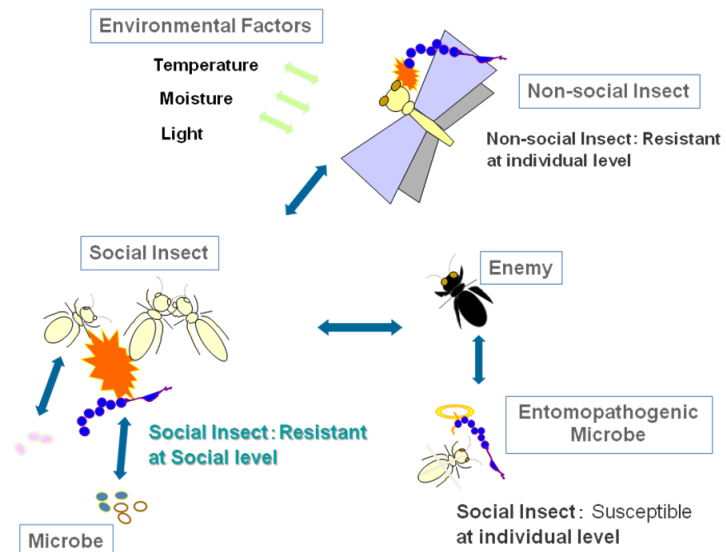 Environmental Factors
Temperature
Moisture
Light
Non-social Insect
Non-social Insect: Resistant
at individual level
Social Insect
Enemy
Entomopathogenic
Microbe
Social Insect: Resistant
at Social level
Social Insect: Susceptible
at individual level
Microbe